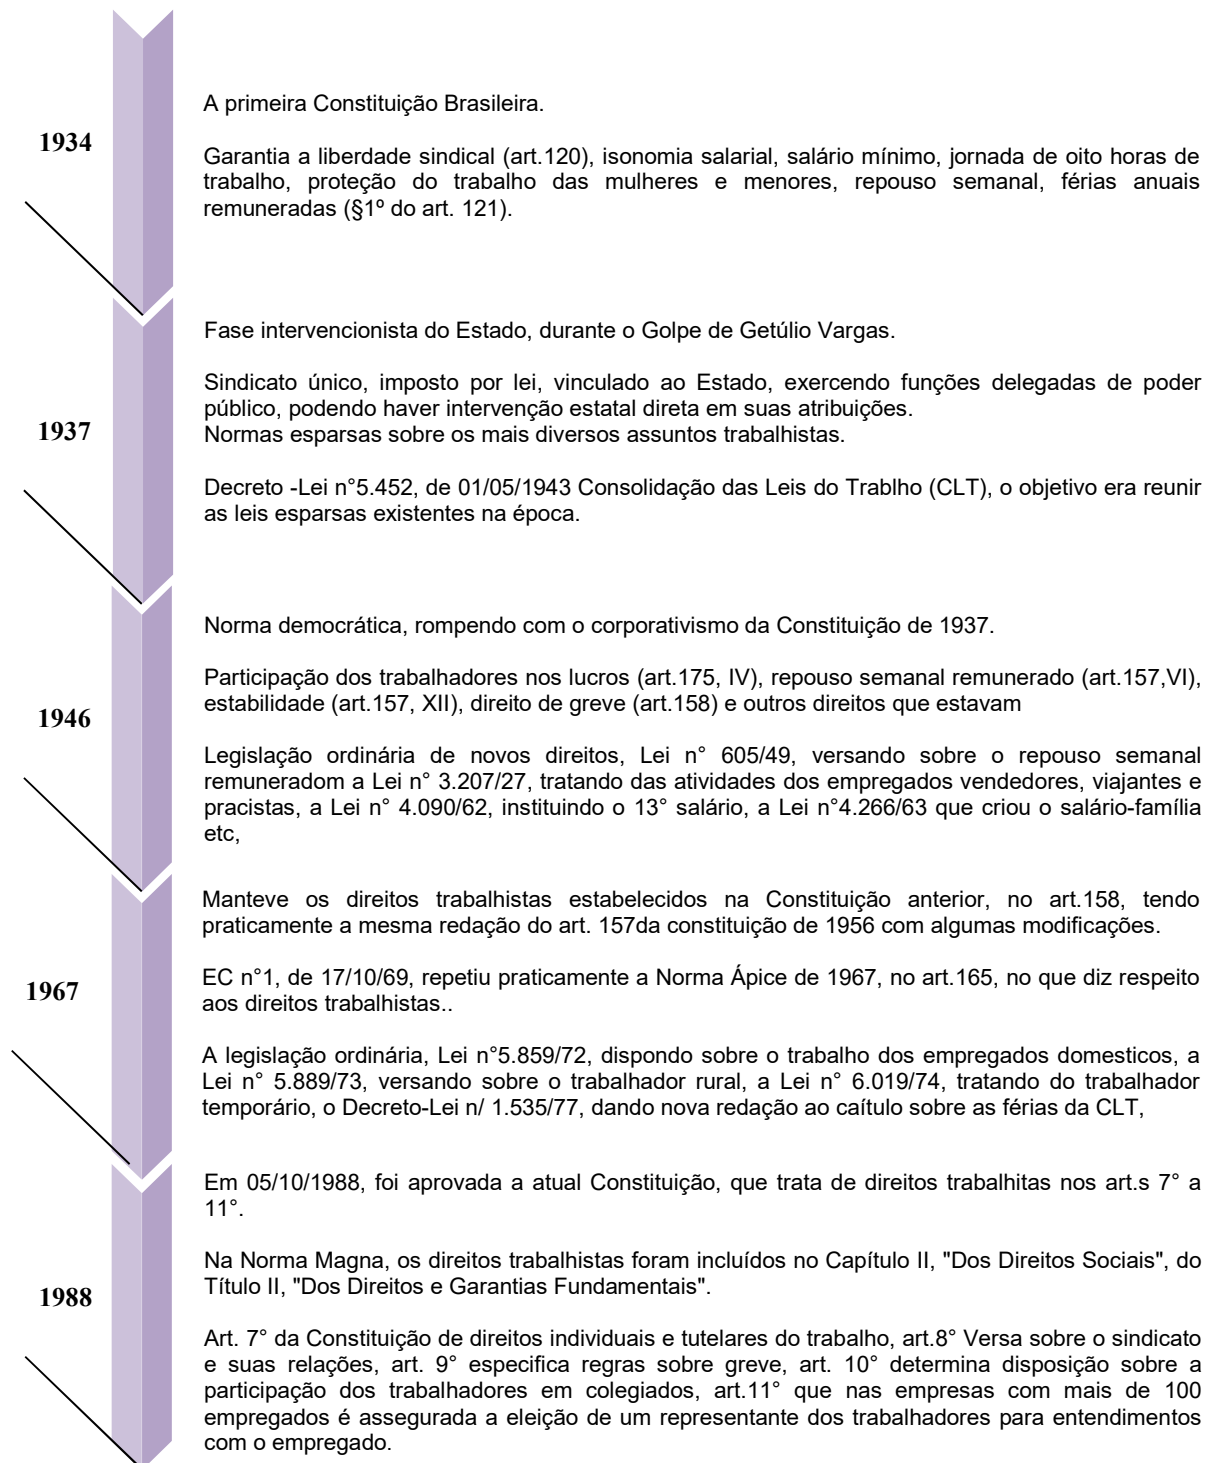 A primeira Constituição Brasileira.
1934
Garantia a liberdade sindical (art.120), isonomia salarial, salário mínimo, jornada de oito horas de
trabalho, proteção do trabalho das mulheres e menores, repouso semanal, férias anuais
remuneradas (§1º do art. 121).
Fase intervencionista do Estado, durante o Golpe de Getúlio Vargas.
Sindicato único, imposto por lei, vinculado ao Estado, exercendo funções delegadas de poder
público, podendo haver intervenção estatal direta em suas atribuições.
1937
Normas esparsas sobre os mais diversos assuntos trabalhistas.
Decreto -Lei n°5.452, de 01/05/1943 Consolidação das Leis do Trablho (CLT), o objetivo era reunir
as leis esparsas existentes na época.
Norma democrática, rompendo com o corporativismo da Constituição de 1937.
Participação dos trabalhadores nos lucros (art.175, IV), repouso semanal remunerado (art.157,VI),
estabilidade (art.157, XII), direito de greve (art.158) e outros direitos que estavam
1946
Legislação ordinária de novos direitos, Lei n° 605/49, versando sobre o repouso semanal
remuneradom a Lei n° 3.207/27, tratando das atividades dos empregados vendedores, viajantes e
pracistas, a Lei n° 4.090/62, instituindo o 13° salário, a Lei n°4.266/63 que criou o salário-família
etc,
Manteve os direitos trabalhistas estabelecidos na Constituição anterior, no art.158, tendo
praticamente a mesma redação do art. 157da constituição de 1956 com algumas modificações.
1967
EC n°1, de 17/10/69, repetiu praticamente a Norma Ápice de 1967, no art.165, no que diz respeito
aos direitos trabalhistas..
A legislação ordinária, Lei n°5.859/72, dispondo sobre o trabalho dos empregados domesticos, a
Lei n° 5.889/73, versando sobre o trabalhador rural, a Lei n° 6.019/74, tratando do trabalhador
temporário, o Decreto-Lei n/ 1.535/77, dando nova redação ao caítulo sobre as férias da CLT,
Em 05/10/1988, foi aprovada a atual Constituição, que trata de direitos trabalhitas nos art.s 7° a
11°.
Na Norma Magna, os direitos trabalhistas foram incluídos no Capítulo II, "Dos Direitos Sociais", do
Título II, "Dos Direitos e Garantias Fundamentais".
1988
Art. 7° da Constituição de direitos individuais e tutelares do trabalho, art.8° Versa sobre o sindicato
e suas relações, art. 9° especifica regras sobre greve, art. 10° determina disposição sobre a
participação dos trabalhadores em colegiados, art.11° que nas empresas com mais de 100
empregados é assegurada a eleição de um representante dos trabalhadores para entendimentos
com o empregado.